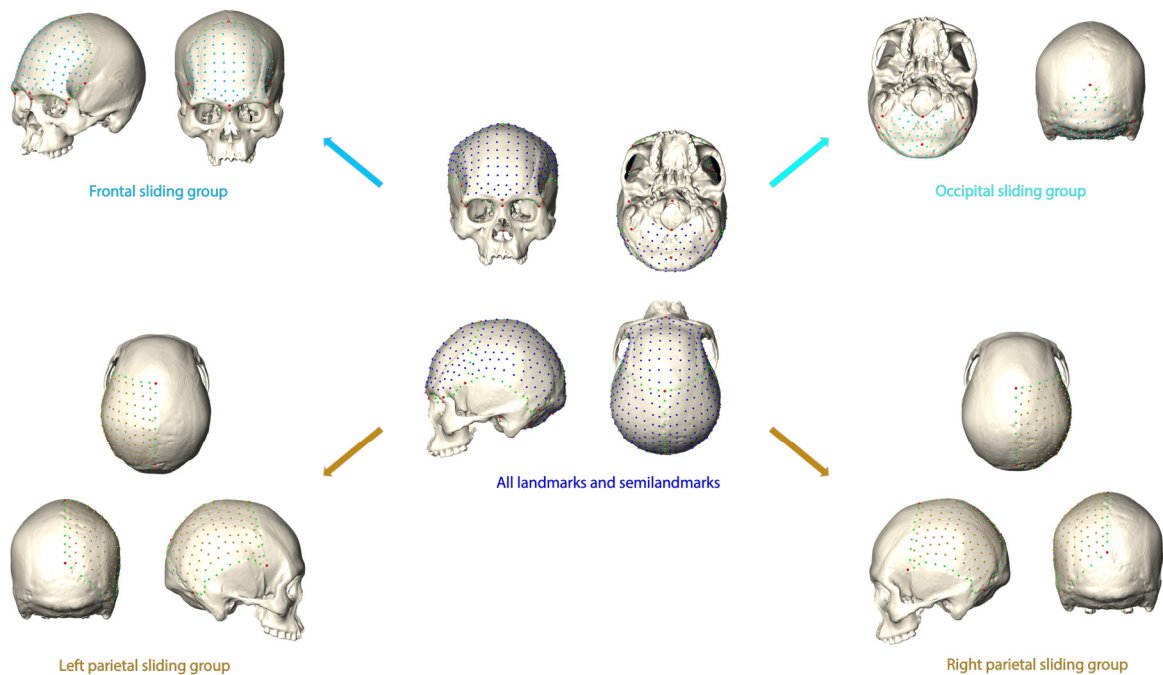 Frontal sliding group
Occipital sliding group
All landmarks and semilandmarks
Left parietal sliding group
Right parietal sliding group